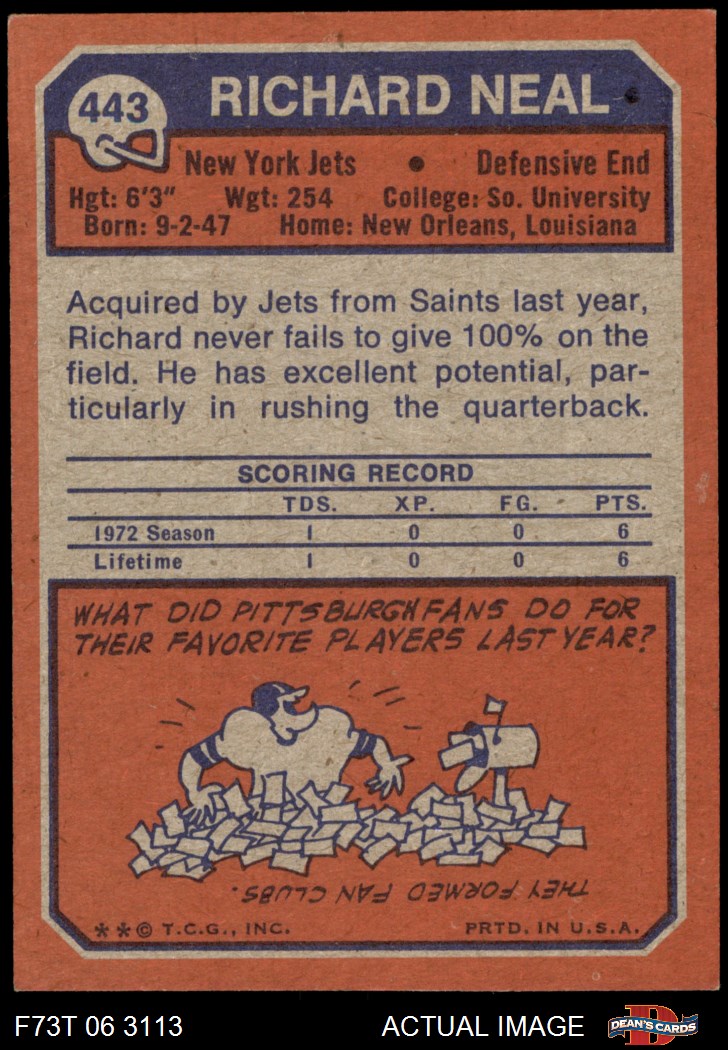 443
RICHARD NEAL
New York Jets • Defensive End
Hgt: 6'3" Wgt: 254 College: So. University
Born: 9-2-47 Home: New Orleans, Louisiana
Acquired by Jets from Saints last year,
Richard never fails to give 100% on the
field. He has excellent potential, par-
ticularly in rushing the quarterback.
SCORING RECORD
TDS. XP. FG. PTS.
1972 Season 1 0 0 6
Lifetime 1 0 0 6
WHAT DID PITTSBURGH FANS DO FOR
THEIR FAVORITE PLAYERS LAST YEAR?
THEY FORMED FAN CLUBS.
**© T.C.G., INC. PRTD. IN U.S.A.
F73T 06 3113 ACTUAL IMAGE D DEAN'S CARDS